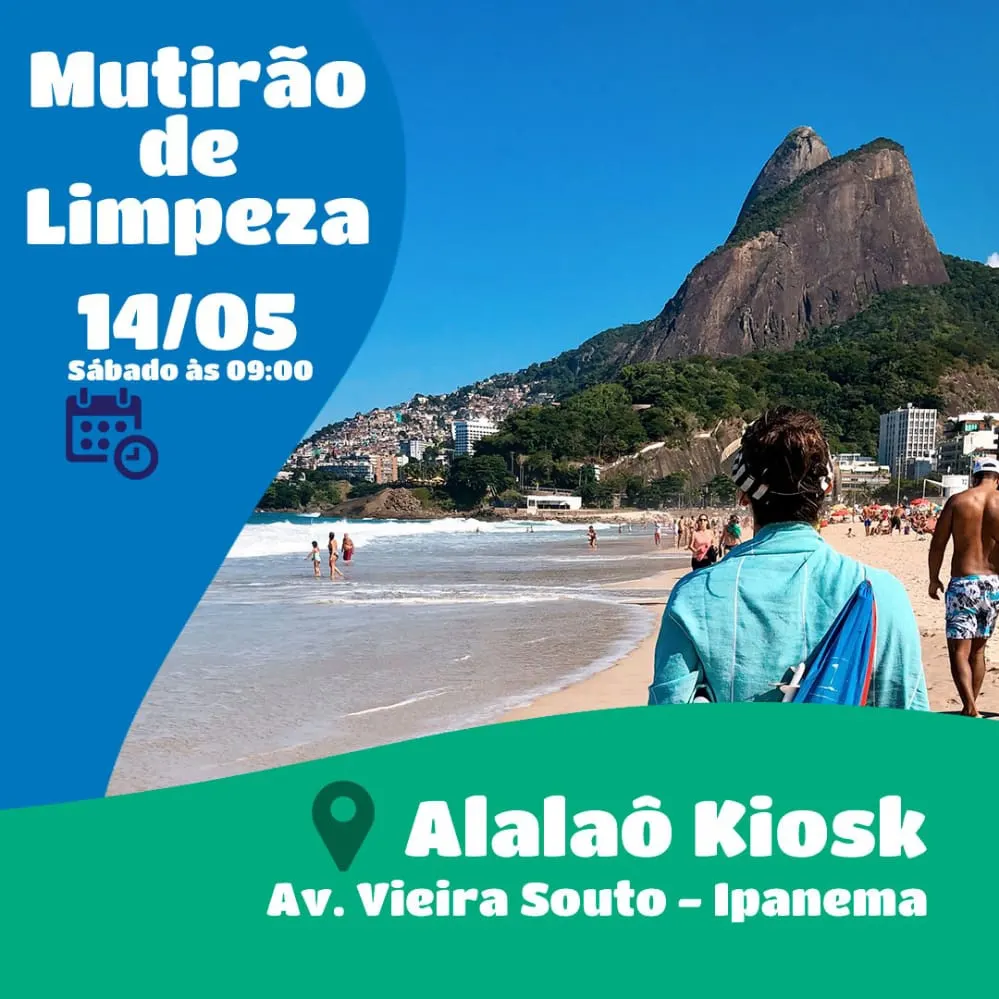 Mutirão
de
Limpeza
14/05
Sábado às 09:00
Alalaô Kiosk
Av. Vieira Souto - Ipanema